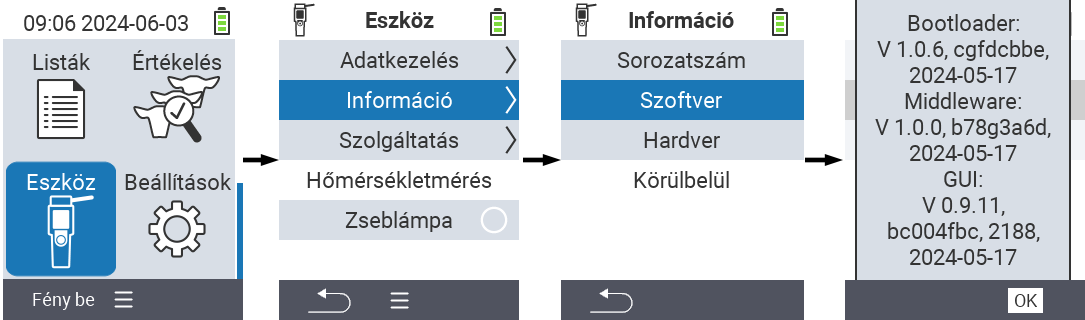 09:06 2024-06-03
Listák
Értékelés
Eszköz
Beállítások
Fény be
Eszköz
Adatkezelés
Információ
Szolgáltatás
Hőmérsékletmérés
Zseblámpa
Információ
Sorozatszám
Szoftver
Hardver
Körülbelül
Bootloader:
V 1.0.6, cgfdcbbe,
2024-05-17
Middleware:
V 1.0.0, b78g3a6d,
2024-05-17
GUI:
V 0.9.11,
bc004fbc, 2188,
2024-05-17
OK